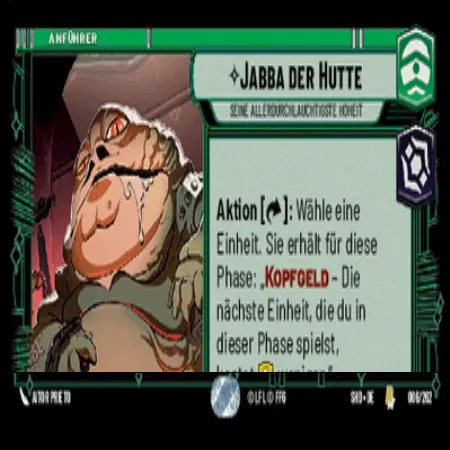 ANFÜHRER
JABBA DER HUTTE
SEINE ALLERDURCHLAUCHTIGSTE HOHEIT
Aktion [ ]: Wähle eine
Einheit. Sie erhält für diese
Phase: „KOPFGELD – Die
nächste Einheit, die du in
dieser Phase spielst,
AITOR PRIETO
© LFL © FFG
SHD • DE
006/262